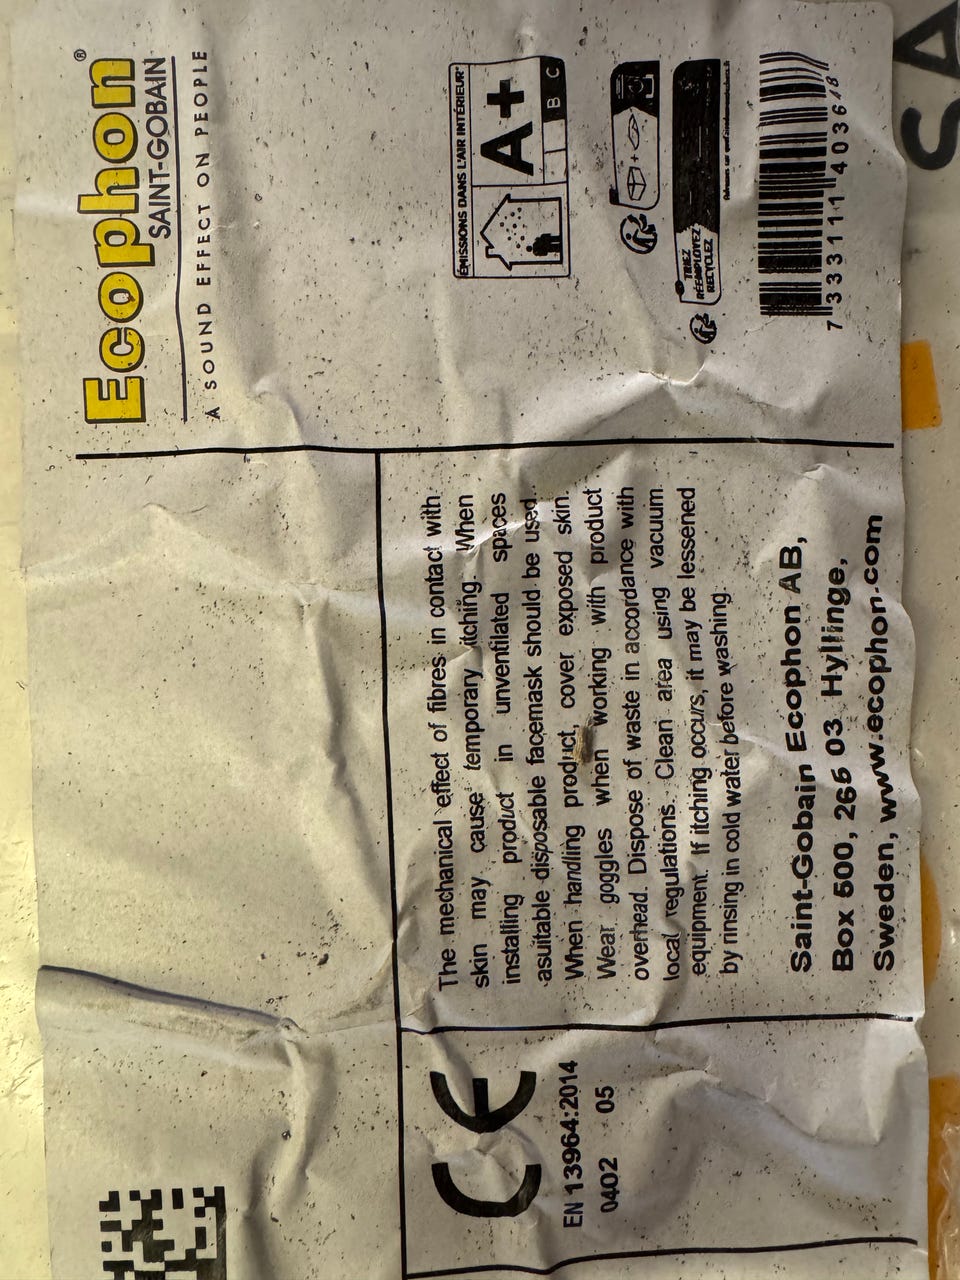 Ecophon®
SAINT-GOBAIN
A SOUND EFFECT ON PEOPLE
ÉMISSIONS DANS L'AIR INTÉRIEUR*
A+
B C
TRIEZ
RÉEMPLOYEZ
RECYCLEZ
7 333111 403648
The mechanical effect of fibres in contact with
skin may cause temporary itching. When
installing product in unventilated spaces
asuitable disposable facemask should be used.
When handling product, cover exposed skin.
Wear goggles when working with product
overhead. Dispose of waste in accordance with
local regulations. Clean area using vacuum
equipment. If itching occurs, it may be lessened
by rinsing in cold water before washing.
Saint-Gobain Ecophon AB,
Box 500, 265 03 Hyllinge,
Sweden, www.ecophon.com
CE
EN 13964:2014
0402 05